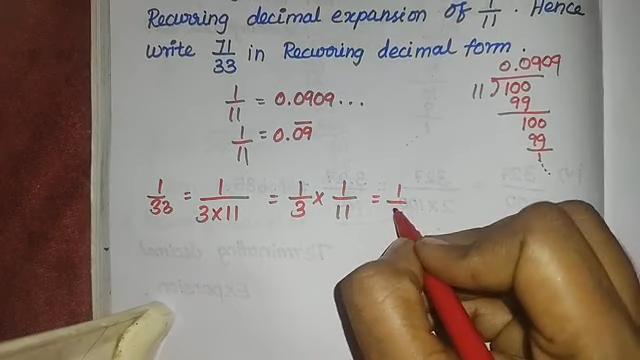 Recurring decimal expansion of 1/11. Hence
write 71/33 in Recurring decimal form.
1/11 = 0.0909...
1/11 = 0.0̅9̅
0.0909
11)100
99
100
99
1
1/33 = 1/3×11 = 1/3 × 1/11 = 1/